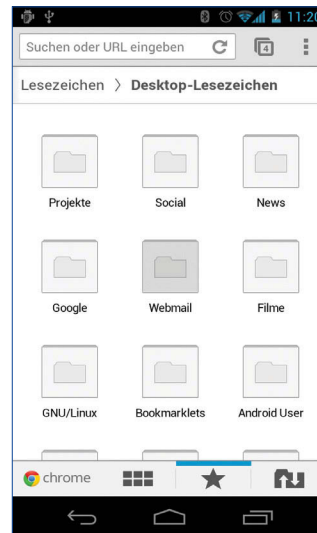 11:20
Suchen oder URL eingeben 4
Lesezeichen > Desktop-Lesezeichen
Projekte Social News
Google Webmail Filme
GNU/Linux Bookmarklets Android User
chrome